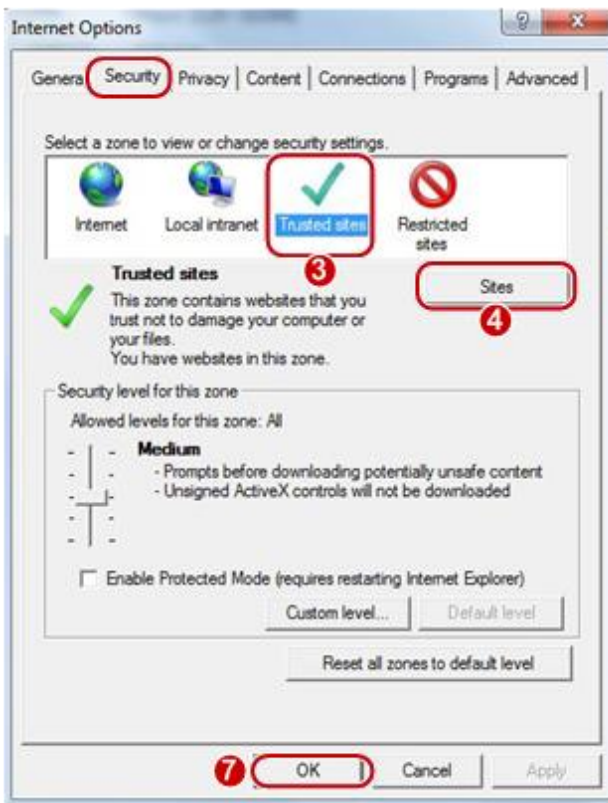 Internet Options
General Security Privacy Content Connections Programs Advanced
Select a zone to view or change security settings.
Internet Local intranet Trusted sites Restricted sites
3
Trusted sites
Sites
4
This zone contains websites that you
trust not to damage your computer or
your files.
You have websites in this zone.
Security level for this zone
Allowed levels for this zone: All
Medium
- Prompts before downloading potentially unsafe content
- Unsigned ActiveX controls will not be downloaded
Enable Protected Mode (requires restarting Internet Explorer)
Custom level... Default level
Reset all zones to default level
7 OK Cancel Apply